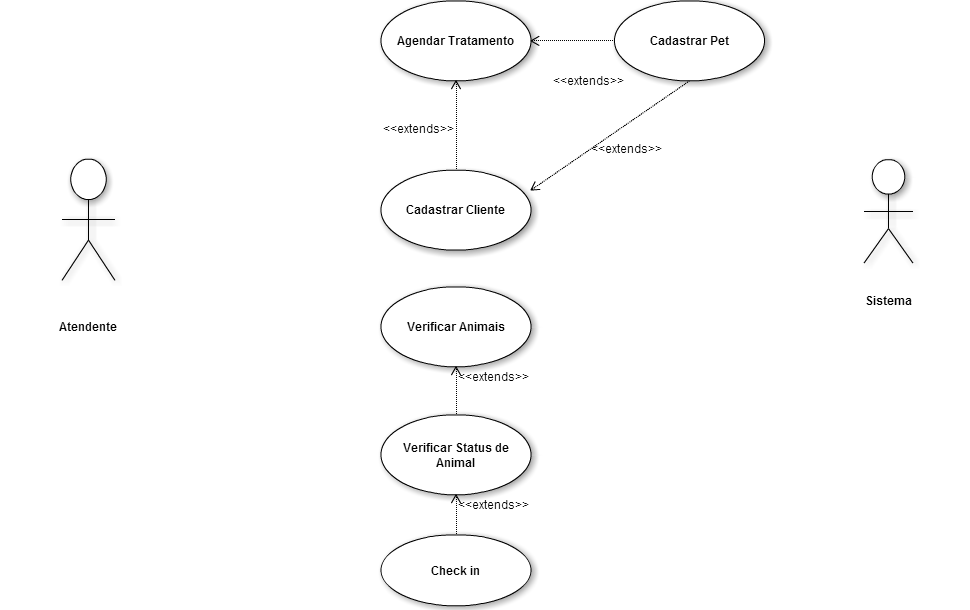 Agendar Tratamento
Cadastrar Pet
<<extends>>
<<extends>>
<<extends>>
Cadastrar Cliente
Sistema
Atendente
Verificar Animais
<<extends>>
Verificar Status de
Animal
<<extends>>
Check in